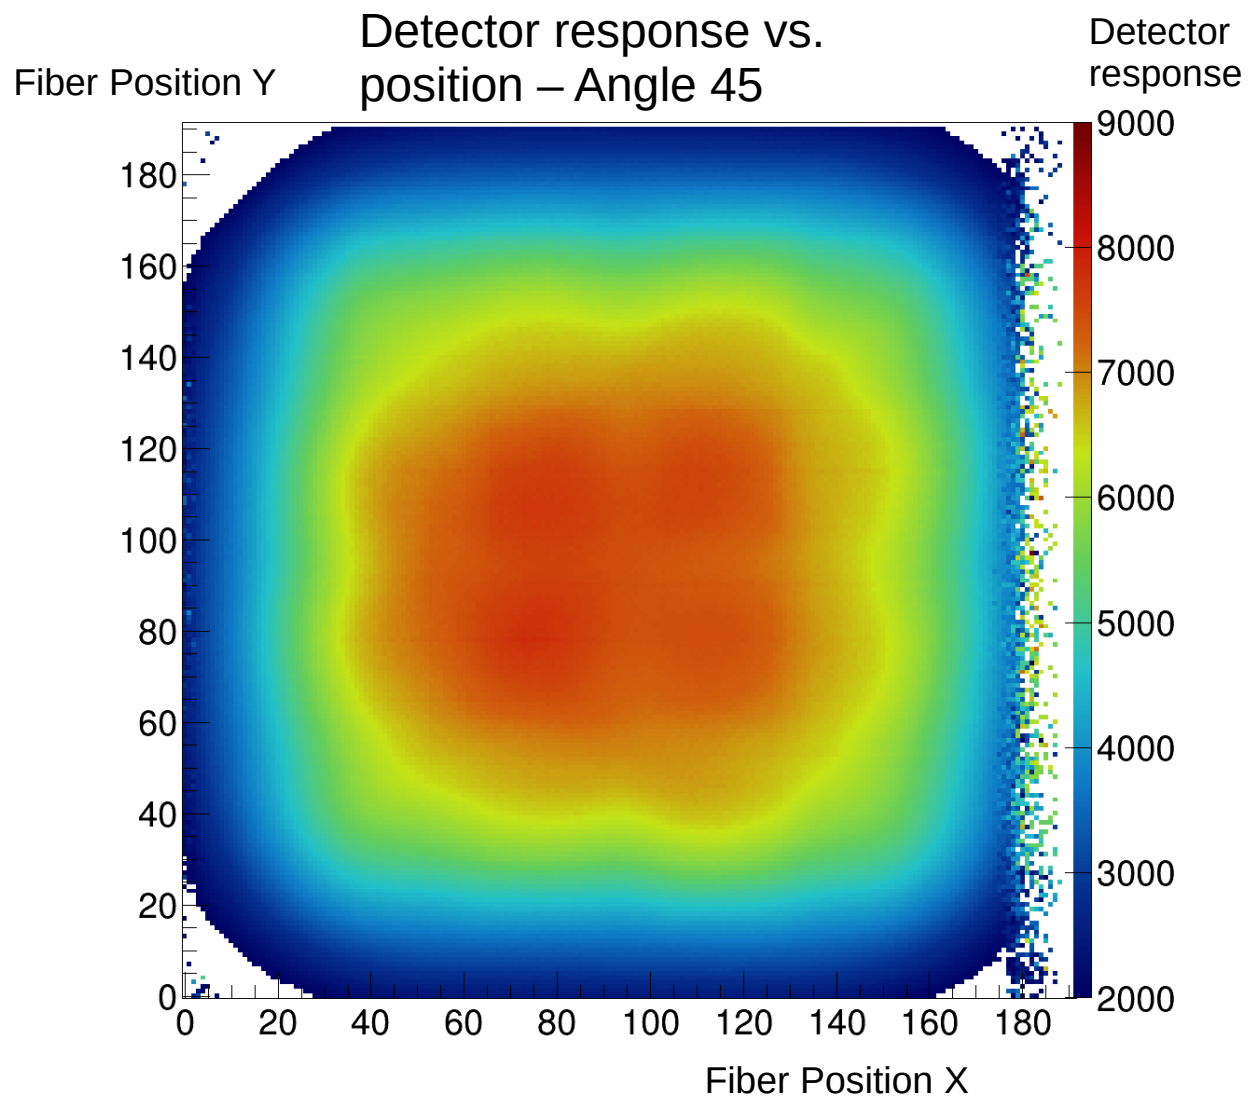 Detector response vs.
position – Angle 45
Detector
response
Fiber Position Y
9000
8000
7000
6000
5000
4000
3000
2000
180
160
140
120
100
80
60
40
20
0
0 20 40 60 80 100 120 140 160 180
Fiber Position X